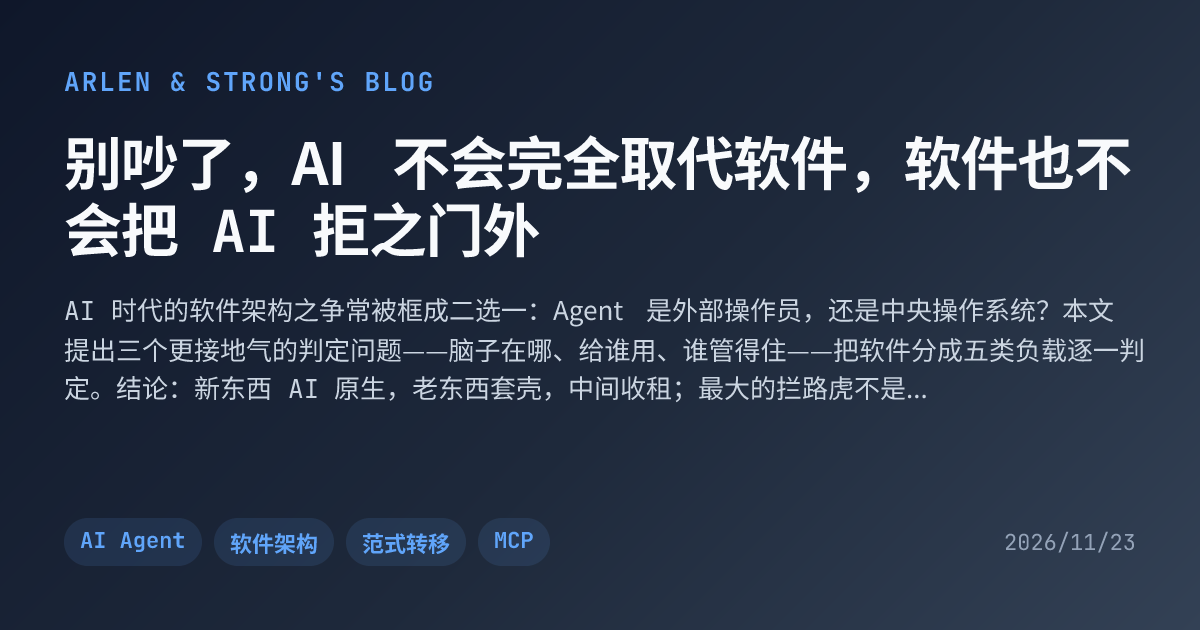 ARLEN & STRONG'S BLOG
别吵了，AI 不会完全取代软件，软件也不
会把 AI 拒之门外
AI 时代的软件架构之争常被框成二选一：Agent 是外部操作员，还是中央操作系统？本文
提出三个更接地气的判定问题——脑子在哪、给谁用、谁管得住——把软件分成五类负载逐一判
定。结论：新东西 AI 原生，老东西套壳，中间收租；最大的拦路虎不是...
AI Agent
软件架构
范式转移
MCP
2026/11/23